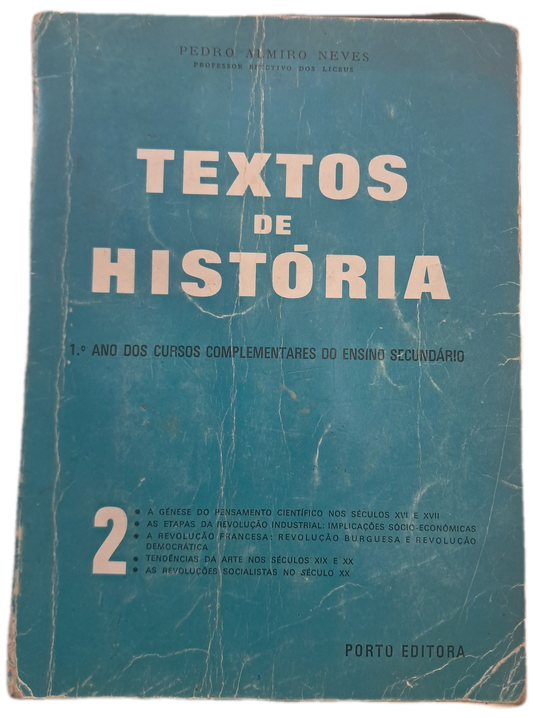 PEDRO ALMIRO NEVES
PROFESSOR EFECTIVO DOS LICEUS
TEXTOS
DE
HISTÓRIA
1.º ANO DOS CURSOS COMPLEMENTARES DO ENSINO SECUNDÁRIO
2
• A GÉNESE DO PENSAMENTO CIENTÍFICO NOS SÉCULOS XVI E XVII
• AS ETAPAS DA REVOLUÇÃO INDUSTRIAL: IMPLICAÇÕES SÓCIO-ECONÓMICAS
• A REVOLUÇÃO FRANCESA: REVOLUÇÃO BURGUESA E REVOLUÇÃO
DEMOCRÁTICA
• TENDÊNCIAS DA ARTE NOS SÉCULOS XIX E XX
• AS REVOLUÇÕES SOCIALISTAS NO SÉCULO XX
PORTO EDITORA